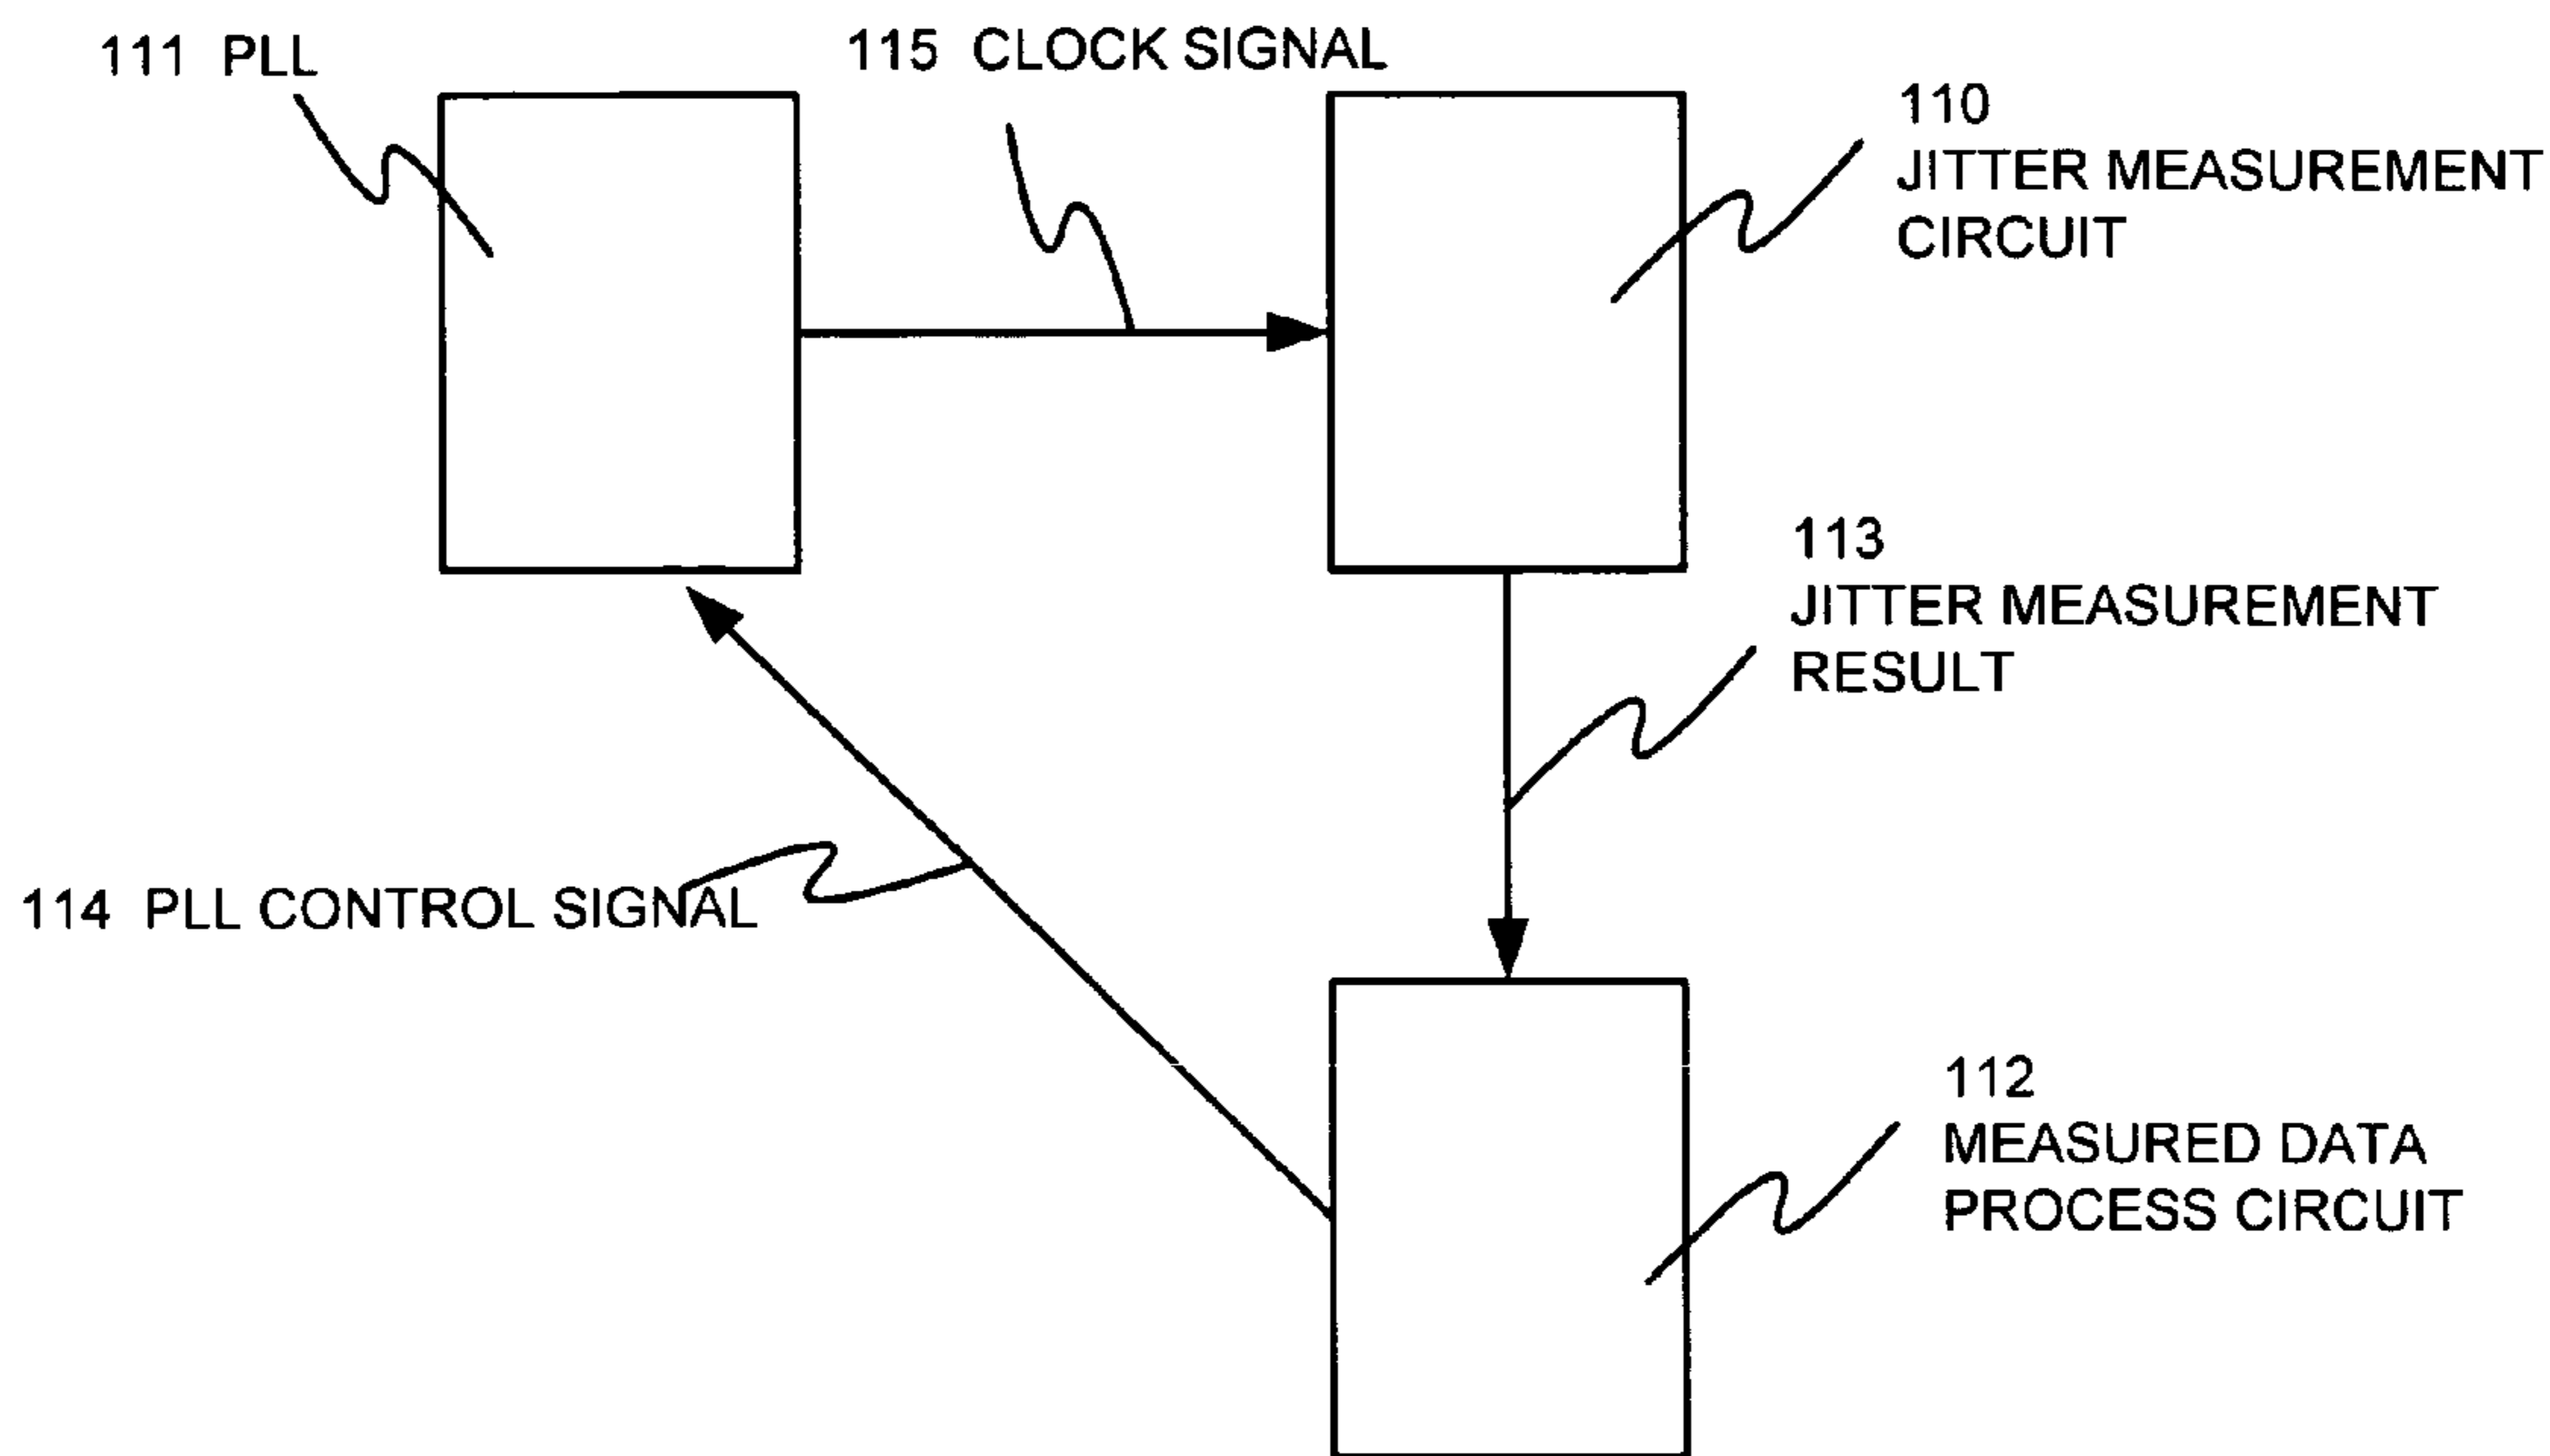 111 PLL
115 CLOCK SIGNAL
110
JITTER MEASUREMENT
CIRCUIT
113
JITTER MEASUREMENT
RESULT
114 PLL CONTROL SIGNAL
112
MEASURED DATA
PROCESS CIRCUIT